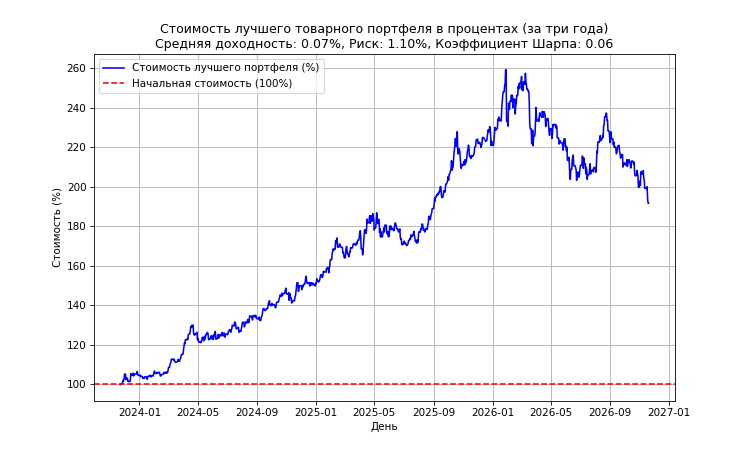 Стоимость лучшего товарного портфеля в процентах (за три года)
Средняя доходность: 0.07%, Риск: 1.10%, Коэффициент Шарпа: 0.06
Стоимость лучшего портфеля (%)
Начальная стоимость (100%)
Стоимость (%)
260
240
220
200
180
160
140
120
100
2024-01 2024-05 2024-09 2025-01 2025-05 2025-09 2026-01 2026-05 2026-09 2027-01
День